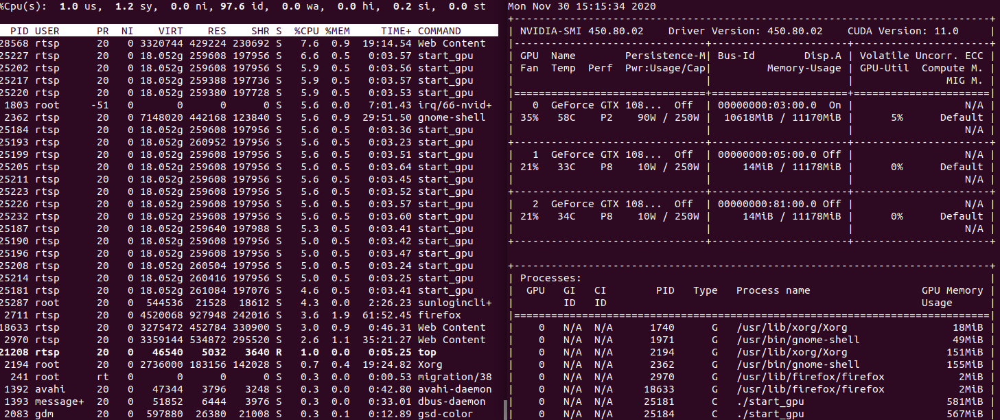 %Cpu(s):  1.0 us,  1.2 sy,  0.0 ni, 97.6 id,  0.0 wa,  0.0 hi,  0.2 si,  0.0 st
PID USER PR NI VIRT RES SHR S %CPU %MEM TIME+ COMMAND
28568 rtsp 20 0 3320744 429224 230692 S 7.6 0.9 19:14.54 Web Content
25227 rtsp 20 0 18.052g 259608 197956 S 6.6 0.5 0:03.57 start_gpu
25202 rtsp 20 0 18.052g 259608 197956 S 5.9 0.5 0:03.56 start_gpu
25217 rtsp 20 0 18.052g 259388 197736 S 5.9 0.5 0:03.57 start_gpu
25220 rtsp 20 0 18.052g 259380 197728 S 5.9 0.5 0:03.53 start_gpu
1803 root -51 0 0 0 0 S 5.6 0.0 7:01.43 irq/66-nvid+
2362 rtsp 20 0 7148020 442168 123840 S 5.6 0.9 29:51.50 gnome-shell
25184 rtsp 20 0 18.052g 259608 197956 S 5.6 0.5 0:03.36 start_gpu
25193 rtsp 20 0 18.052g 260952 197956 S 5.6 0.5 0:03.23 start_gpu
25199 rtsp 20 0 18.052g 259608 197956 S 5.6 0.5 0:03.51 start_gpu
25205 rtsp 20 0 18.052g 259608 197956 S 5.6 0.5 0:03.64 start_gpu
25211 rtsp 20 0 18.052g 259608 197956 S 5.6 0.5 0:03.45 start_gpu
25223 rtsp 20 0 18.052g 259608 197956 S 5.6 0.5 0:03.52 start_gpu
25226 rtsp 20 0 18.052g 259608 197956 S 5.6 0.5 0:03.57 start_gpu
25232 rtsp 20 0 18.052g 259608 197956 S 5.6 0.5 0:03.60 start_gpu
25187 rtsp 20 0 18.052g 259640 197988 S 5.3 0.5 0:03.41 start_gpu
25190 rtsp 20 0 18.052g 259608 197956 S 5.0 0.5 0:03.42 start_gpu
25196 rtsp 20 0 18.052g 259608 197956 S 5.0 0.5 0:03.47 start_gpu
25208 rtsp 20 0 18.052g 260504 197956 S 5.0 0.5 0:03.24 start_gpu
25214 rtsp 20 0 18.052g 260416 197956 S 5.0 0.5 0:03.25 start_gpu
25181 rtsp 20 0 18.052g 261084 197076 S 4.6 0.5 0:03.41 start_gpu
25287 root 20 0 544536 21528 18612 S 4.3 0.0 2:26.23 sunlogincli+
2711 rtsp 20 0 4520068 927948 242016 S 3.6 1.9 61:52.45 firefox
18633 rtsp 20 0 3275472 452784 330900 S 3.0 0.9 0:46.31 Web Content
2970 rtsp 20 0 3359144 534872 295520 S 2.6 1.1 35:21.27 Web Content
21208 rtsp 20 0 46540 5032 3640 R 1.0 0.0 0:05.25 top
2194 root 20 0 2736000 183156 142028 S 0.7 0.4 19:24.82 Xorg
241 root rt 0 0 0 0 S 0.3 0.0 0:00.53 migration/38
1392 avahi 20 0 47344 3796 3248 S 0.3 0.0 0:42.80 avahi-daemon
1393 message+ 20 0 51852 6444 3976 S 0.3 0.0 0:33.01 dbus-daemon
2083 gdm 20 0 597880 26380 21008 S 0.3 0.1 0:12.89 gsd-color
Mon Nov 30 15:15:34 2020
NVIDIA-SMI 450.80.02    Driver Version: 450.80.02    CUDA Version: 11.0
GPU  Name        Persistence-M| Bus-Id        Disp.A | Volatile Uncorr. ECC
Fan  Temp  Perf  Pwr:Usage/Cap|         Memory-Usage | GPU-Util  Compute M.
MIG M.
0  GeForce GTX 108...  Off | 00000000:03:00.0  On | N/A
35%   58C    P2    90W / 250W | 10618MiB / 11170MiB | 5%      Default
N/A
1  GeForce GTX 108...  Off | 00000000:05:00.0 Off | N/A
21%   33C    P8    10W / 250W | 14MiB / 11178MiB | 0%      Default
N/A
2  GeForce GTX 108...  Off | 00000000:81:00.0 Off | N/A
21%   34C    P8    10W / 250W | 14MiB / 11178MiB | 0%      Default
N/A
Processes:
GPU   GI   CI        PID   Type   Process name                  GPU Memory
ID   ID                                                   Usage
0   N/A  N/A      1740      G   /usr/lib/xorg/Xorg                 18MiB
0   N/A  N/A      1971      G   /usr/bin/gnome-shell               49MiB
0   N/A  N/A      2194      G   /usr/lib/xorg/Xorg                151MiB
0   N/A  N/A      2362      G   /usr/bin/gnome-shell              155MiB
0   N/A  N/A      2970      G   /usr/lib/firefox/firefox            2MiB
0   N/A  N/A     18633      G   /usr/lib/firefox/firefox            2MiB
0   N/A  N/A     25181      C   ./start_gpu                       581MiB
0   N/A  N/A     25184      C   ./start_gpu                       567MiB